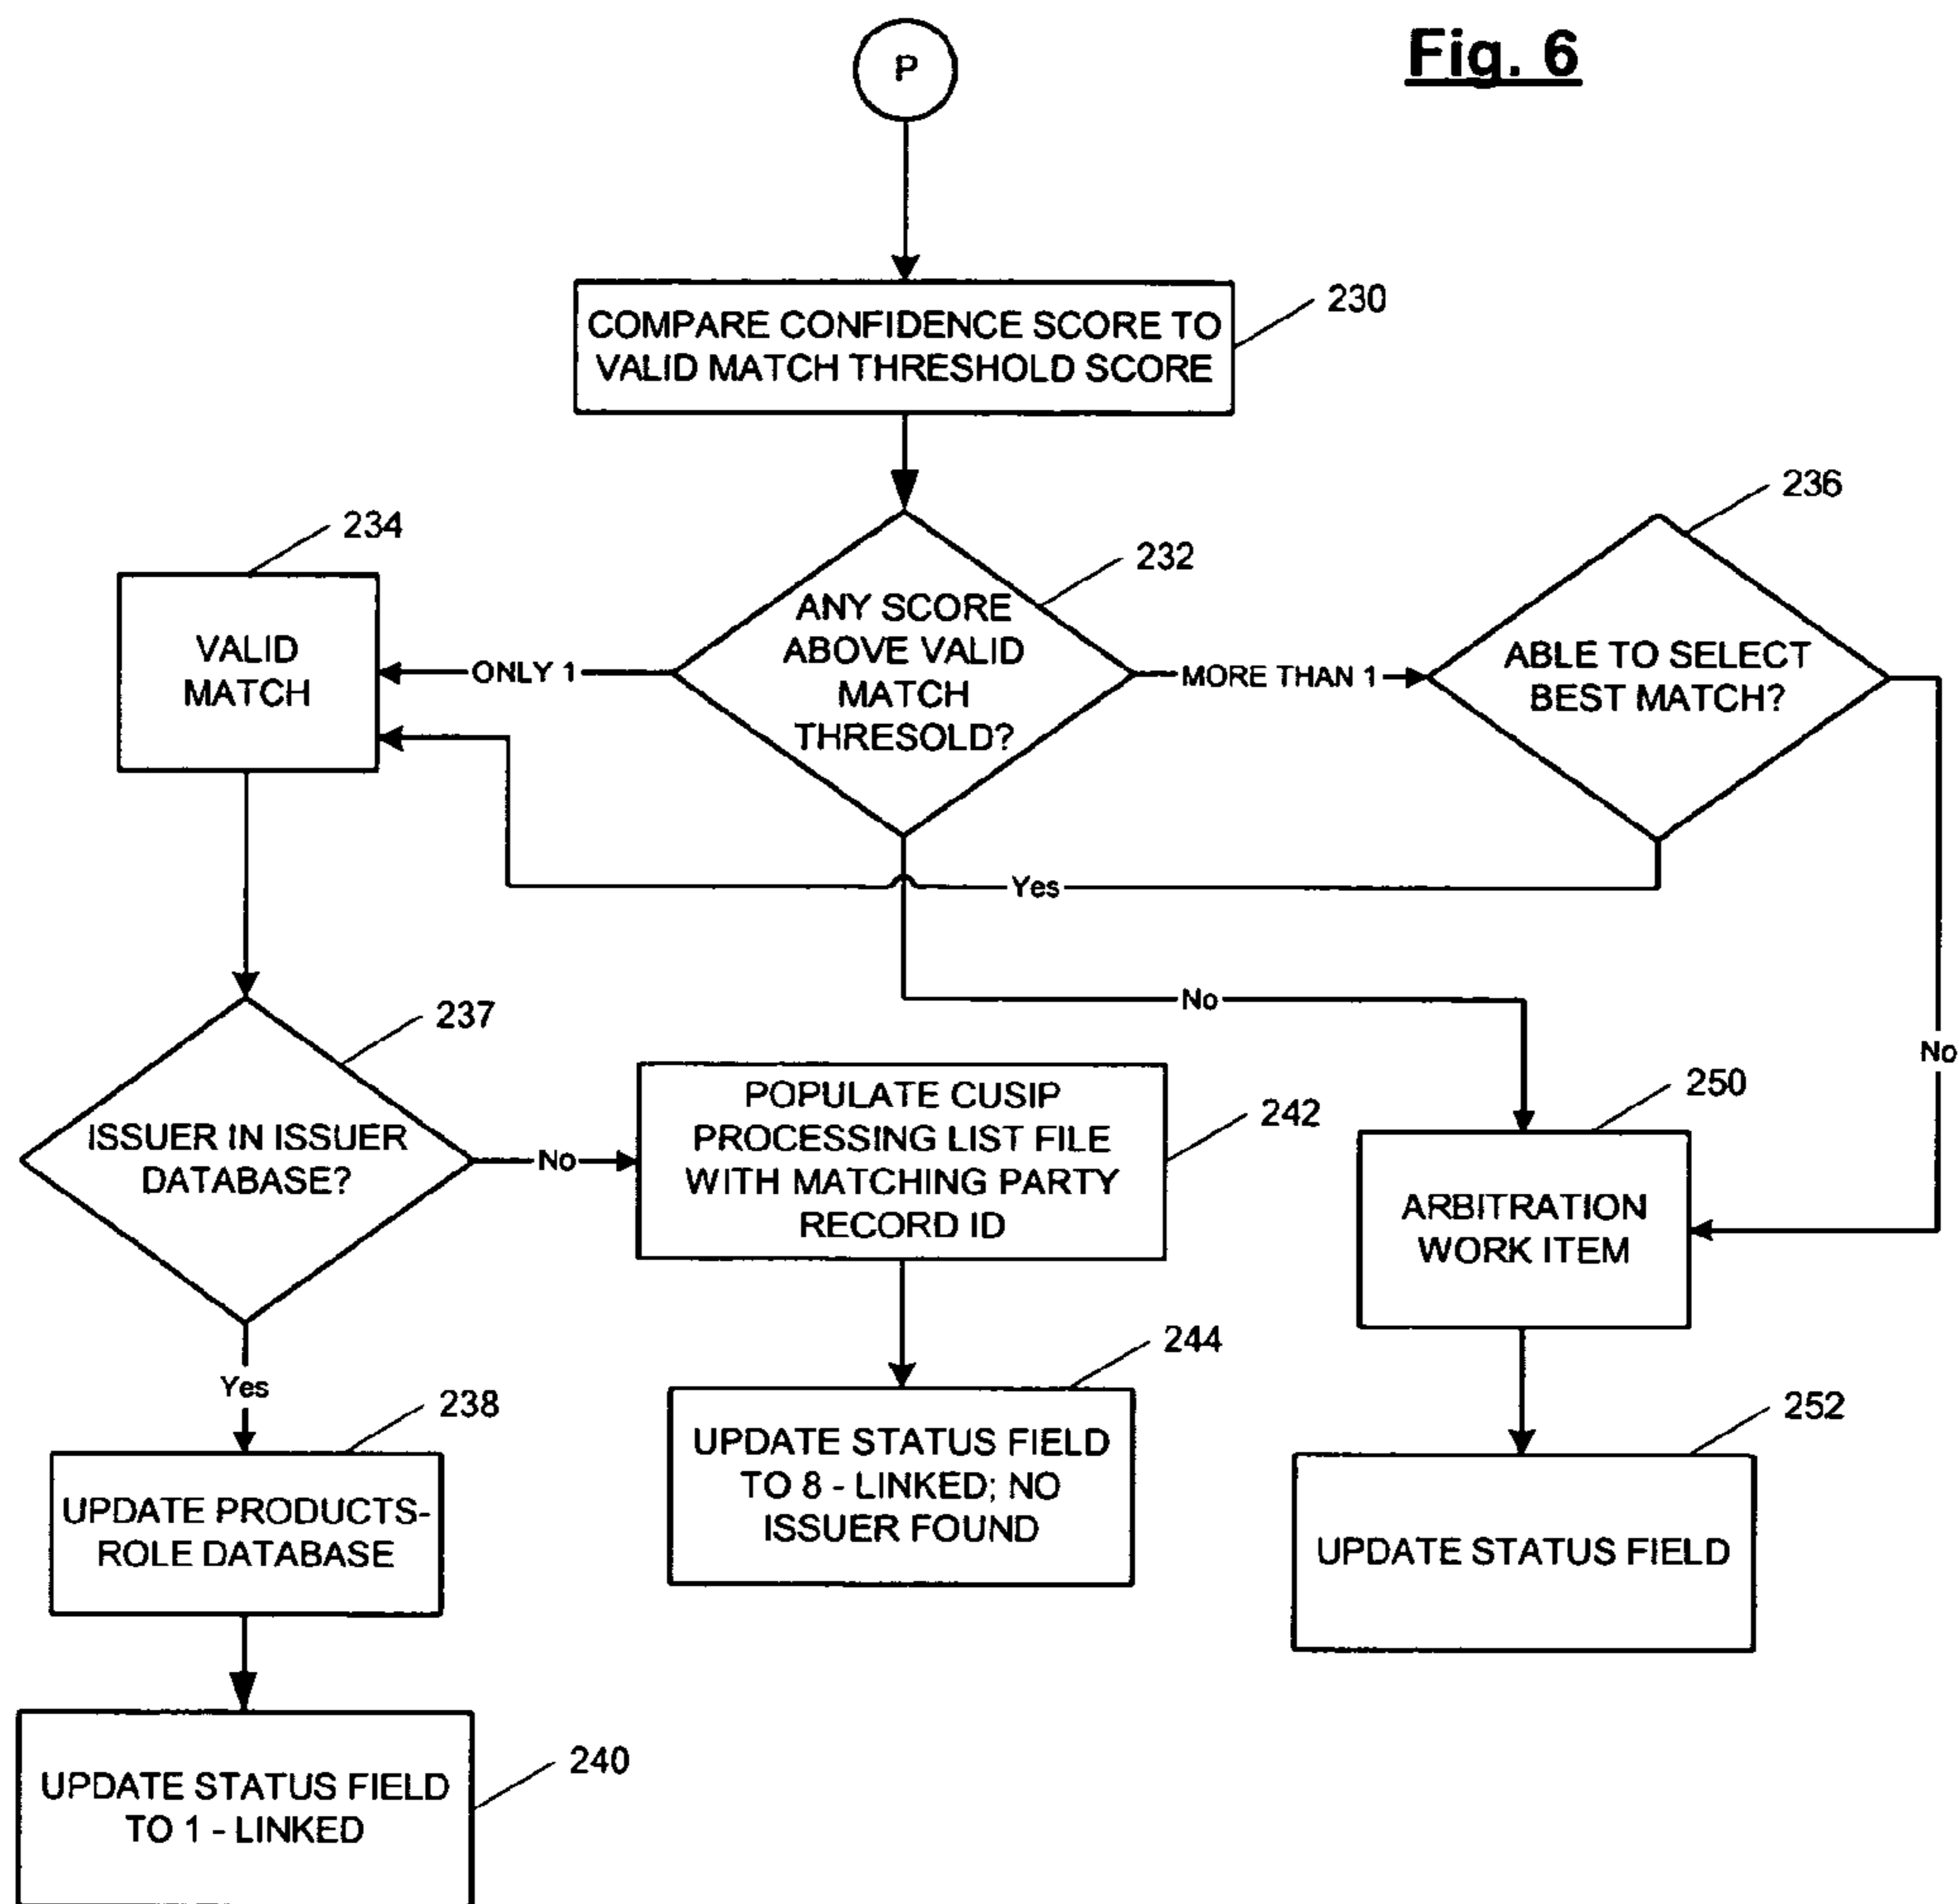 Fig. 6
P
230
COMPARE CONFIDENCE SCORE TO
VALID MATCH THRESHOLD SCORE
236
234
232
ANY SCORE
ABOVE VALID
MATCH
THRESOLD?
VALID
MATCH
ONLY 1
MORE THAN 1
ABLE TO SELECT
BEST MATCH?
Yes
No
No
237
ISSUER IN ISSUER
DATABASE?
No
242
POPULATE CUSIP
PROCESSING LIST FILE
WITH MATCHING PARTY
RECORD ID
250
ARBITRATION
WORK ITEM
Yes
238
UPDATE PRODUCTS-
ROLE DATABASE
244
UPDATE STATUS FIELD
TO 8 - LINKED; NO
ISSUER FOUND
252
UPDATE STATUS FIELD
240
UPDATE STATUS FIELD
TO 1 - LINKED